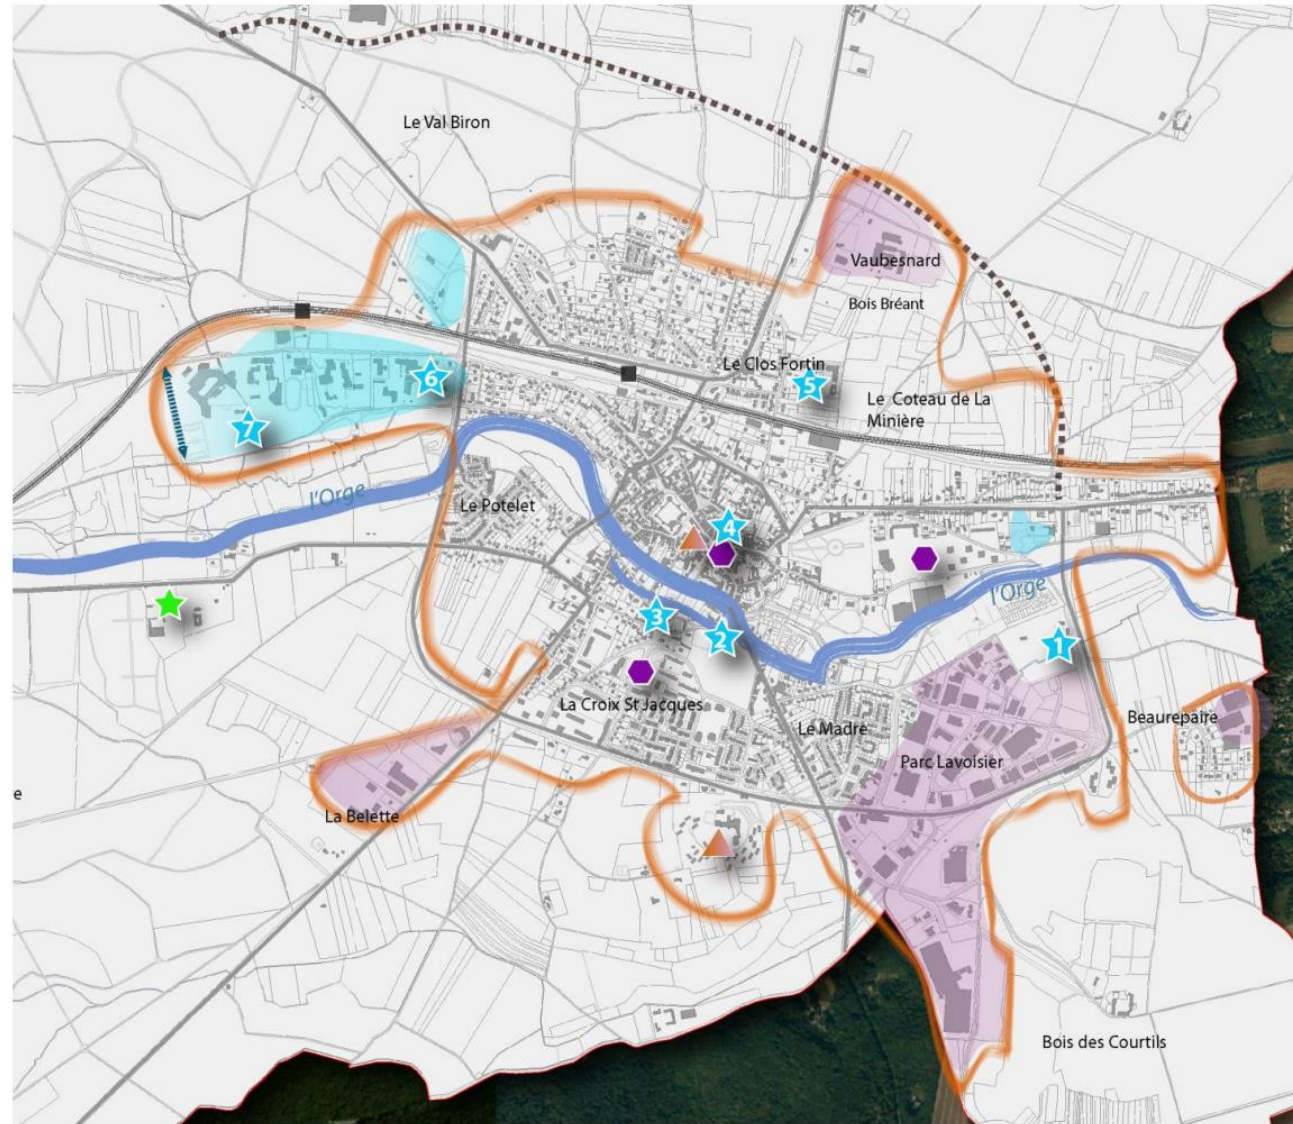 Le Val Biron
Vaubesnard
Bois Bréant
Le Clos Fortin
5
6
Le Coteau de La
Minière
7
l'Orge
Le Potelet
4
l'Orge
3
2
1
La Croix St Jacques
Le Madre
Beaurepaire
Parc Lavoisier
e
La Belette
Bois des Courtils